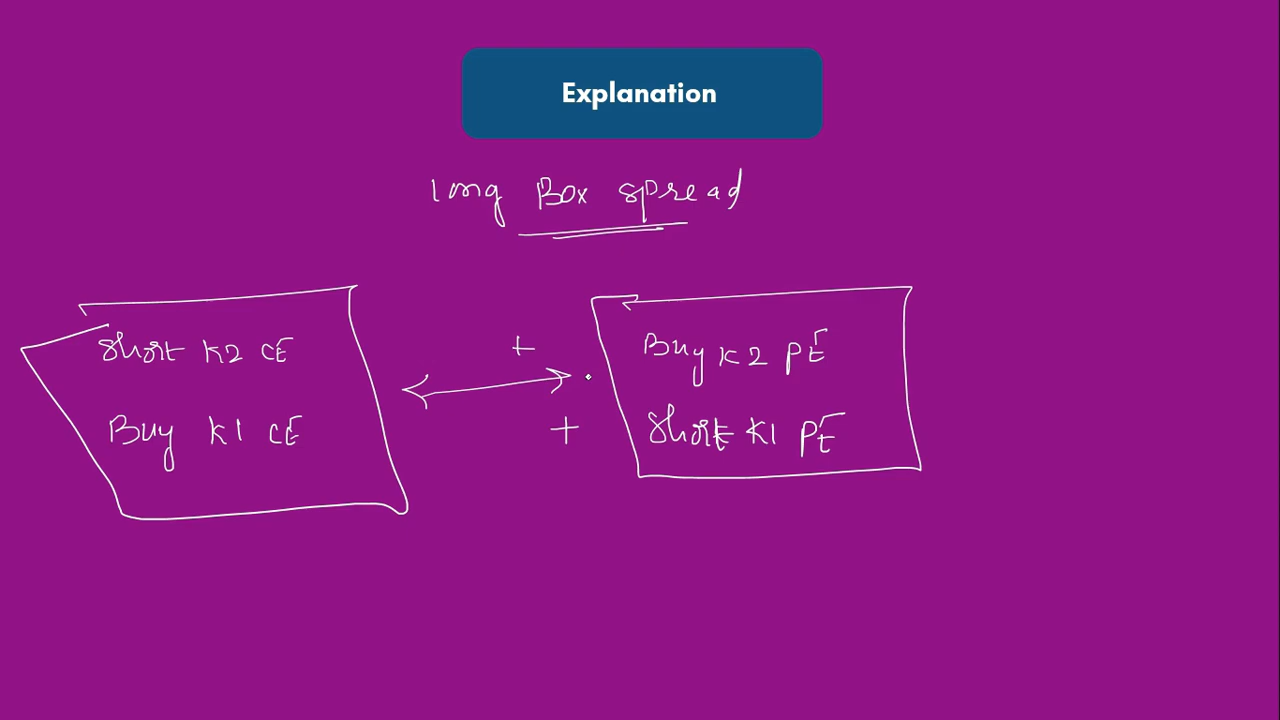 Explanation
long Box spread
Short K2 CE
Buy K1 CE
+
+
Buy K2 PE
Short K1 PE